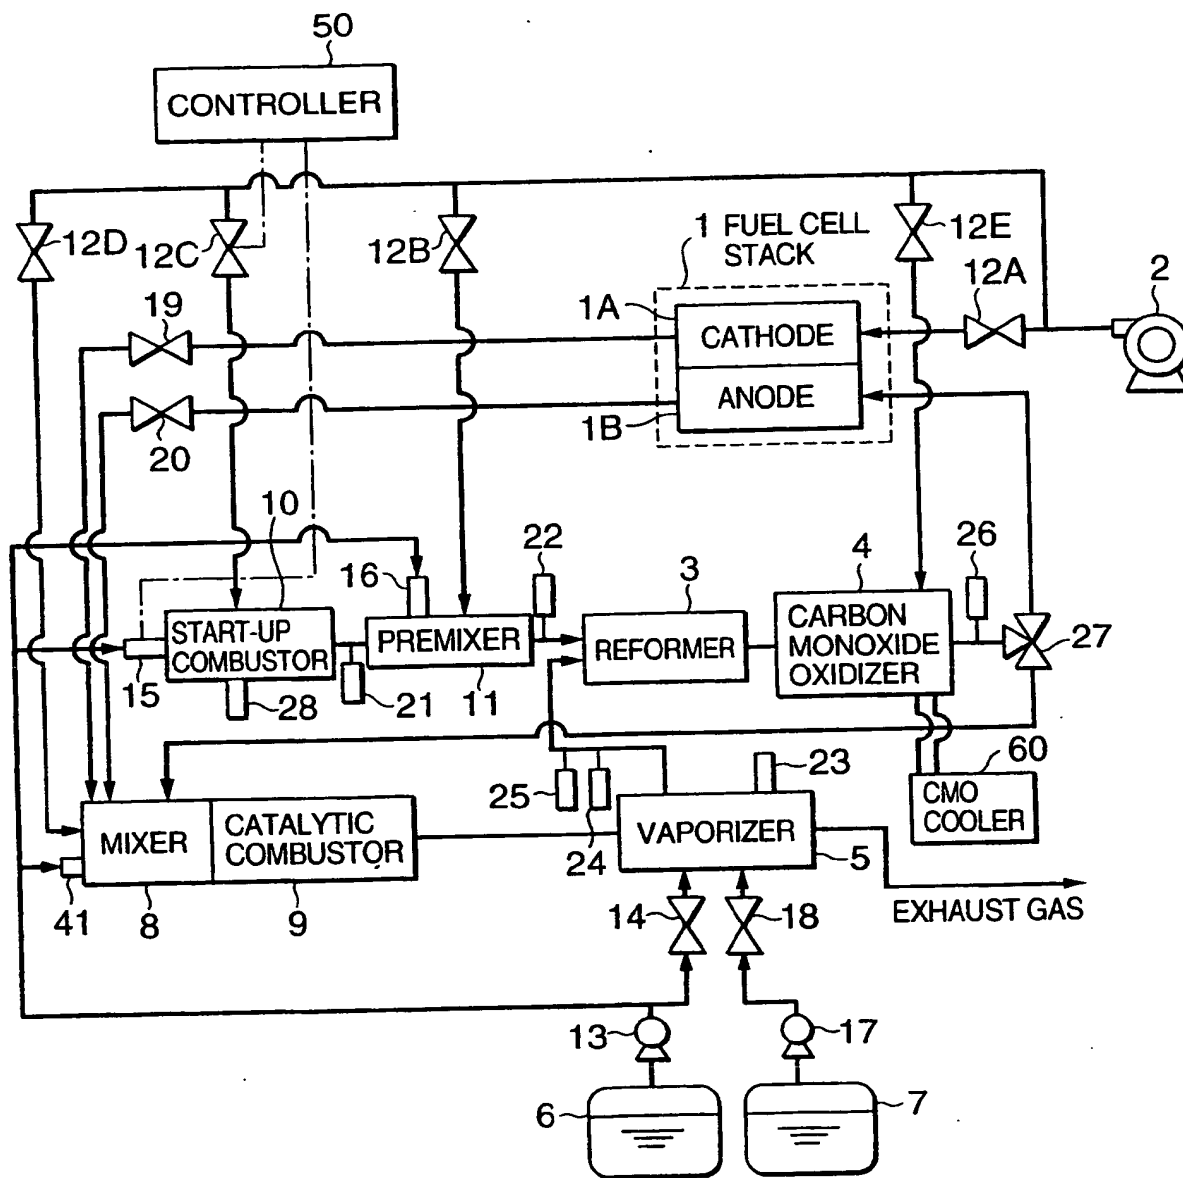 50
CONTROLLER
12D
12C
12B
1 FUEL CELL
STACK
12E
12A
2
19
1A
CATHODE
ANODE
1B
20
10
22
3
4
26
16
START-UP
COMBUSTOR
PREMIXER
REFORMER
CARBON
MONOXIDE
OXIDIZER
27
15
28
21
11
25
24
23
60
CMO
COOLER
MIXER
CATALYTIC
COMBUSTOR
VAPORIZER
5
41
8
9
14
18
EXHAUST GAS
13
17
6
7